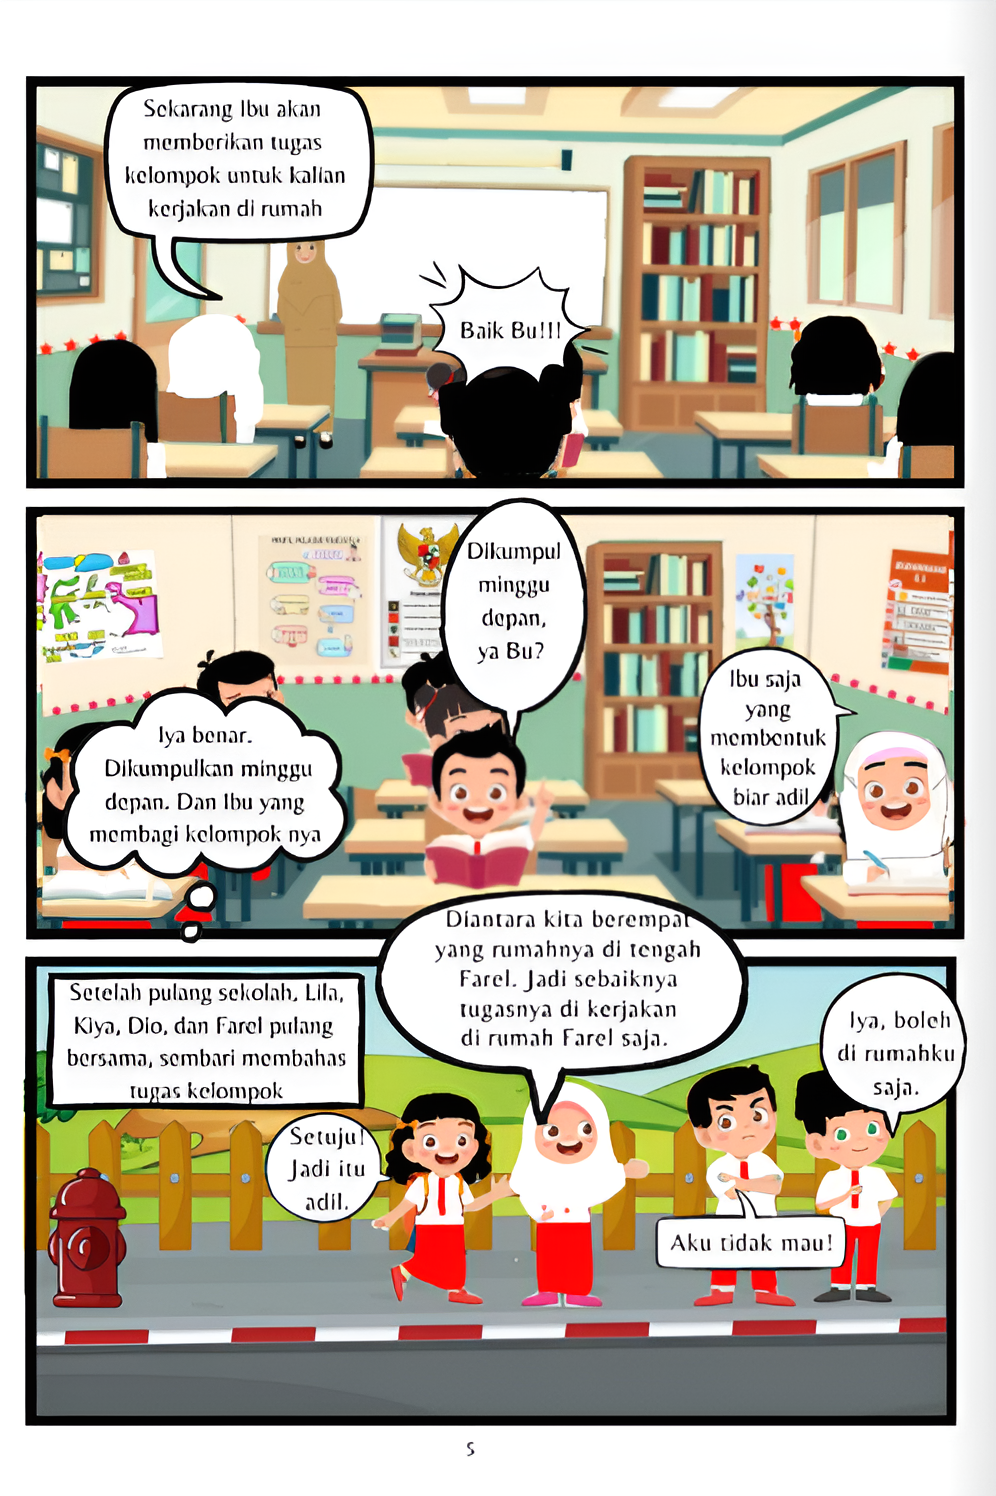 Sekarang Ibu akan
memberikan tugas
kelompok untuk kalian
kerjakan di rumah
Baik Bu!!!
Dikumpul
minggu
depan,
ya Bu?
Ibu saja
yang
membentuk
kelompok
biar adil
Iya benar.
Dikumpulkan minggu
depan. Dan Ibu yang
membagi kelompok nya
Diantara kita berempat
yang rumahnya di tengah
Farel. Jadi sebaiknya
tugasnya di kerjakan
di rumah Farel saja.
Setelah pulang sekolah, Lila,
Kiya, Dio, dan Farel pulang
bersama, sembari membahas
tugas kelompok
Iya, boleh
di rumahku
saja.
Setuju!
Jadi itu
adil.
Aku tidak mau!
5